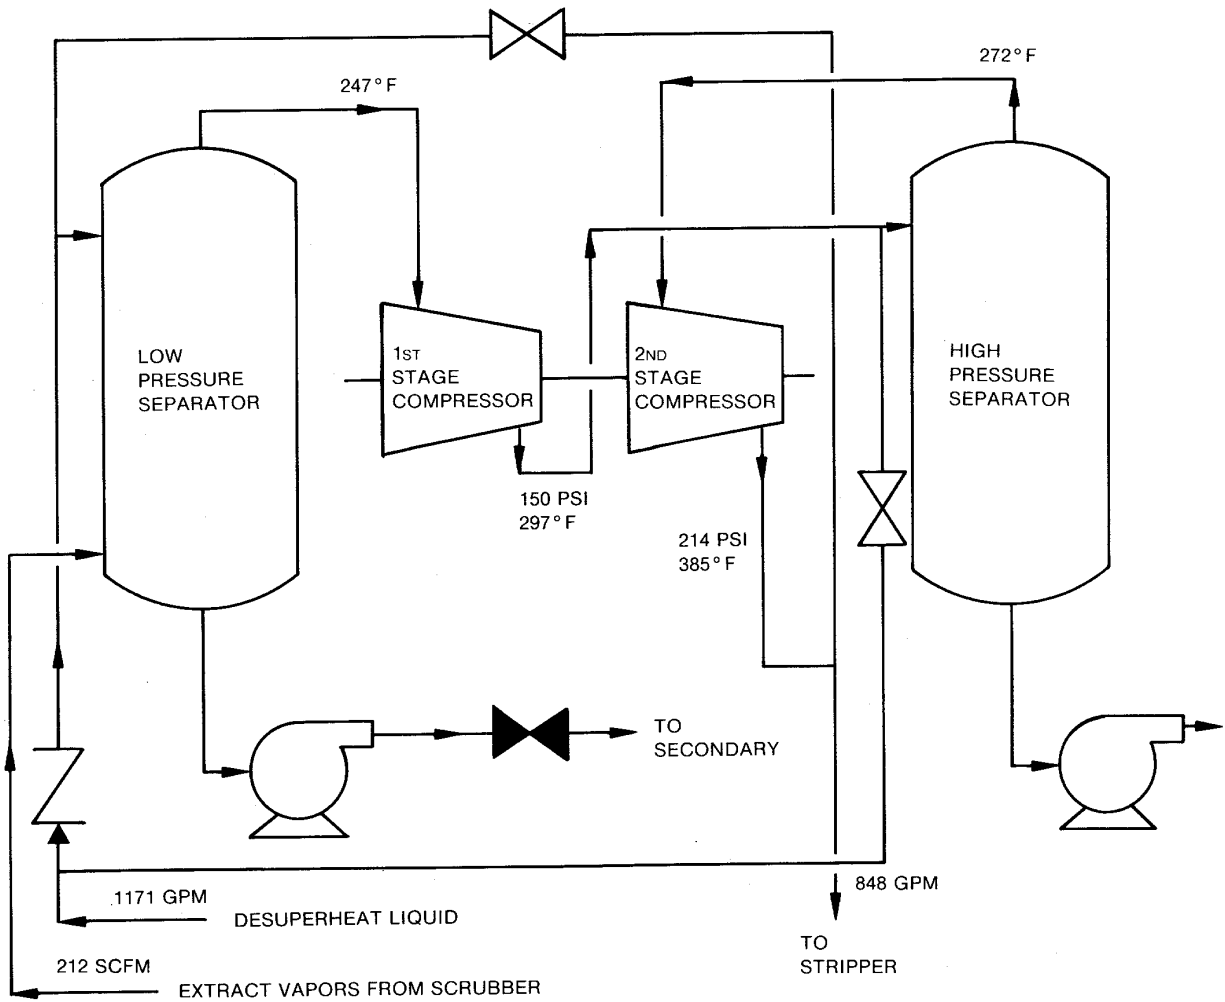 272°F
247°F
LOW
PRESSURE
SEPARATOR
1ST
STAGE
COMPRESSOR
2ND
STAGE
COMPRESSOR
HIGH
PRESSURE
SEPARATOR
150 PSI
297°F
214 PSI
385°F
TO
SECONDARY
1171 GPM
848 GPM
DESUPERHEAT LIQUID
TO
STRIPPER
212 SCFM
EXTRACT VAPORS FROM SCRUBBER